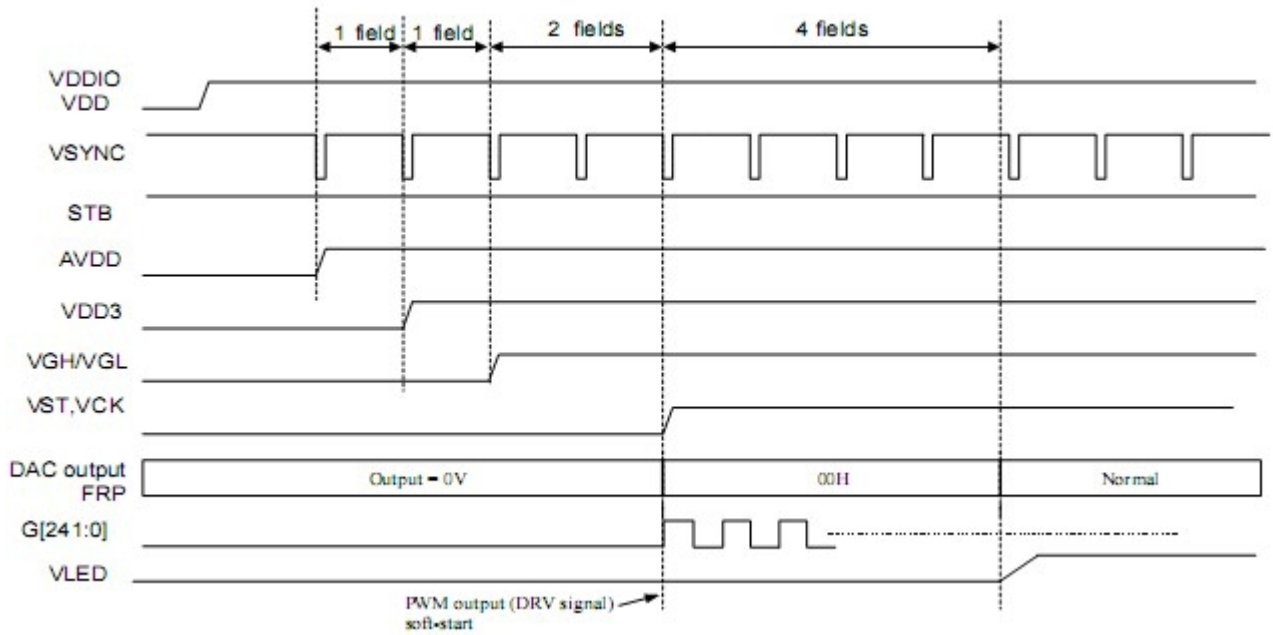 1 field 1 field 2 fields 4 fields
VDDIO
VDD
VSYNC
STB
AVDD
VDD3
VGH/VGL
VST,VCK
DAC output
FRP
Output = 0V 00H Normal
G[241:0]
VLED
PWM output (DRV signal)
soft-start